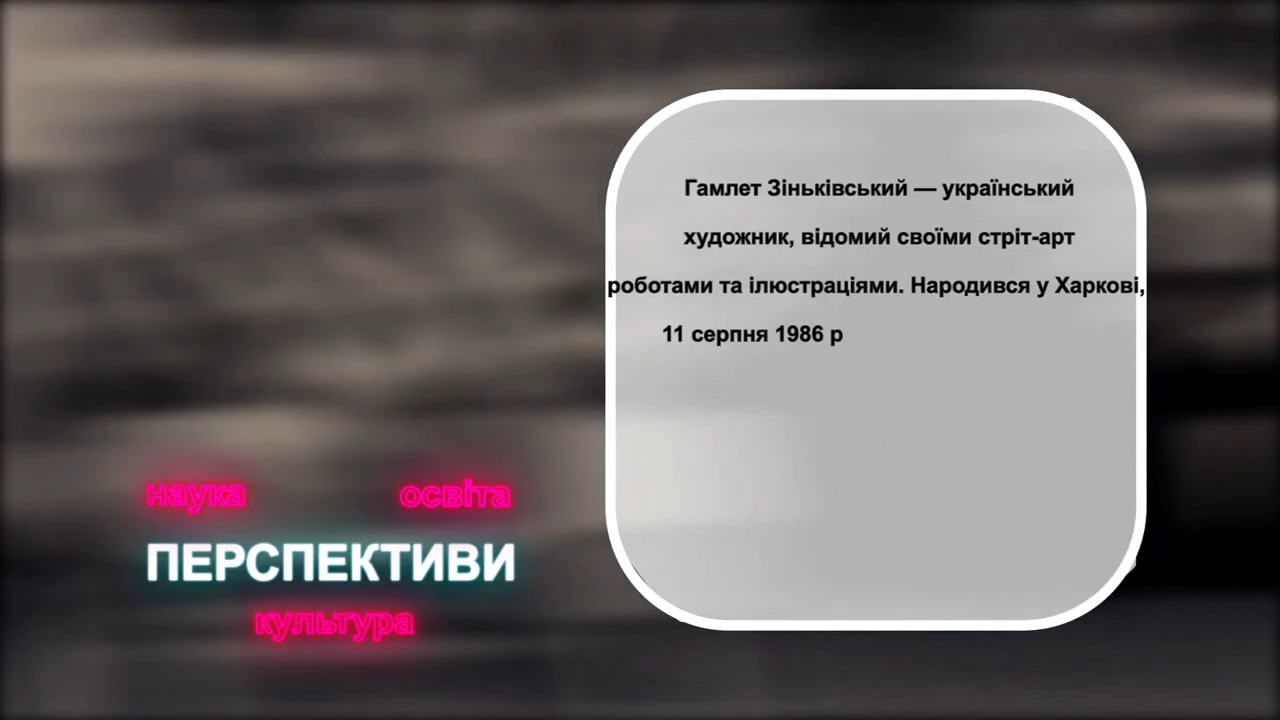 Гамлет Зіньківський — український
художник, відомий своїми стріт-арт
роботами та ілюстраціями. Народився у Харкові,
11 серпня 1986 р
наука освіта
ПЕРСПЕКТИВИ
культура